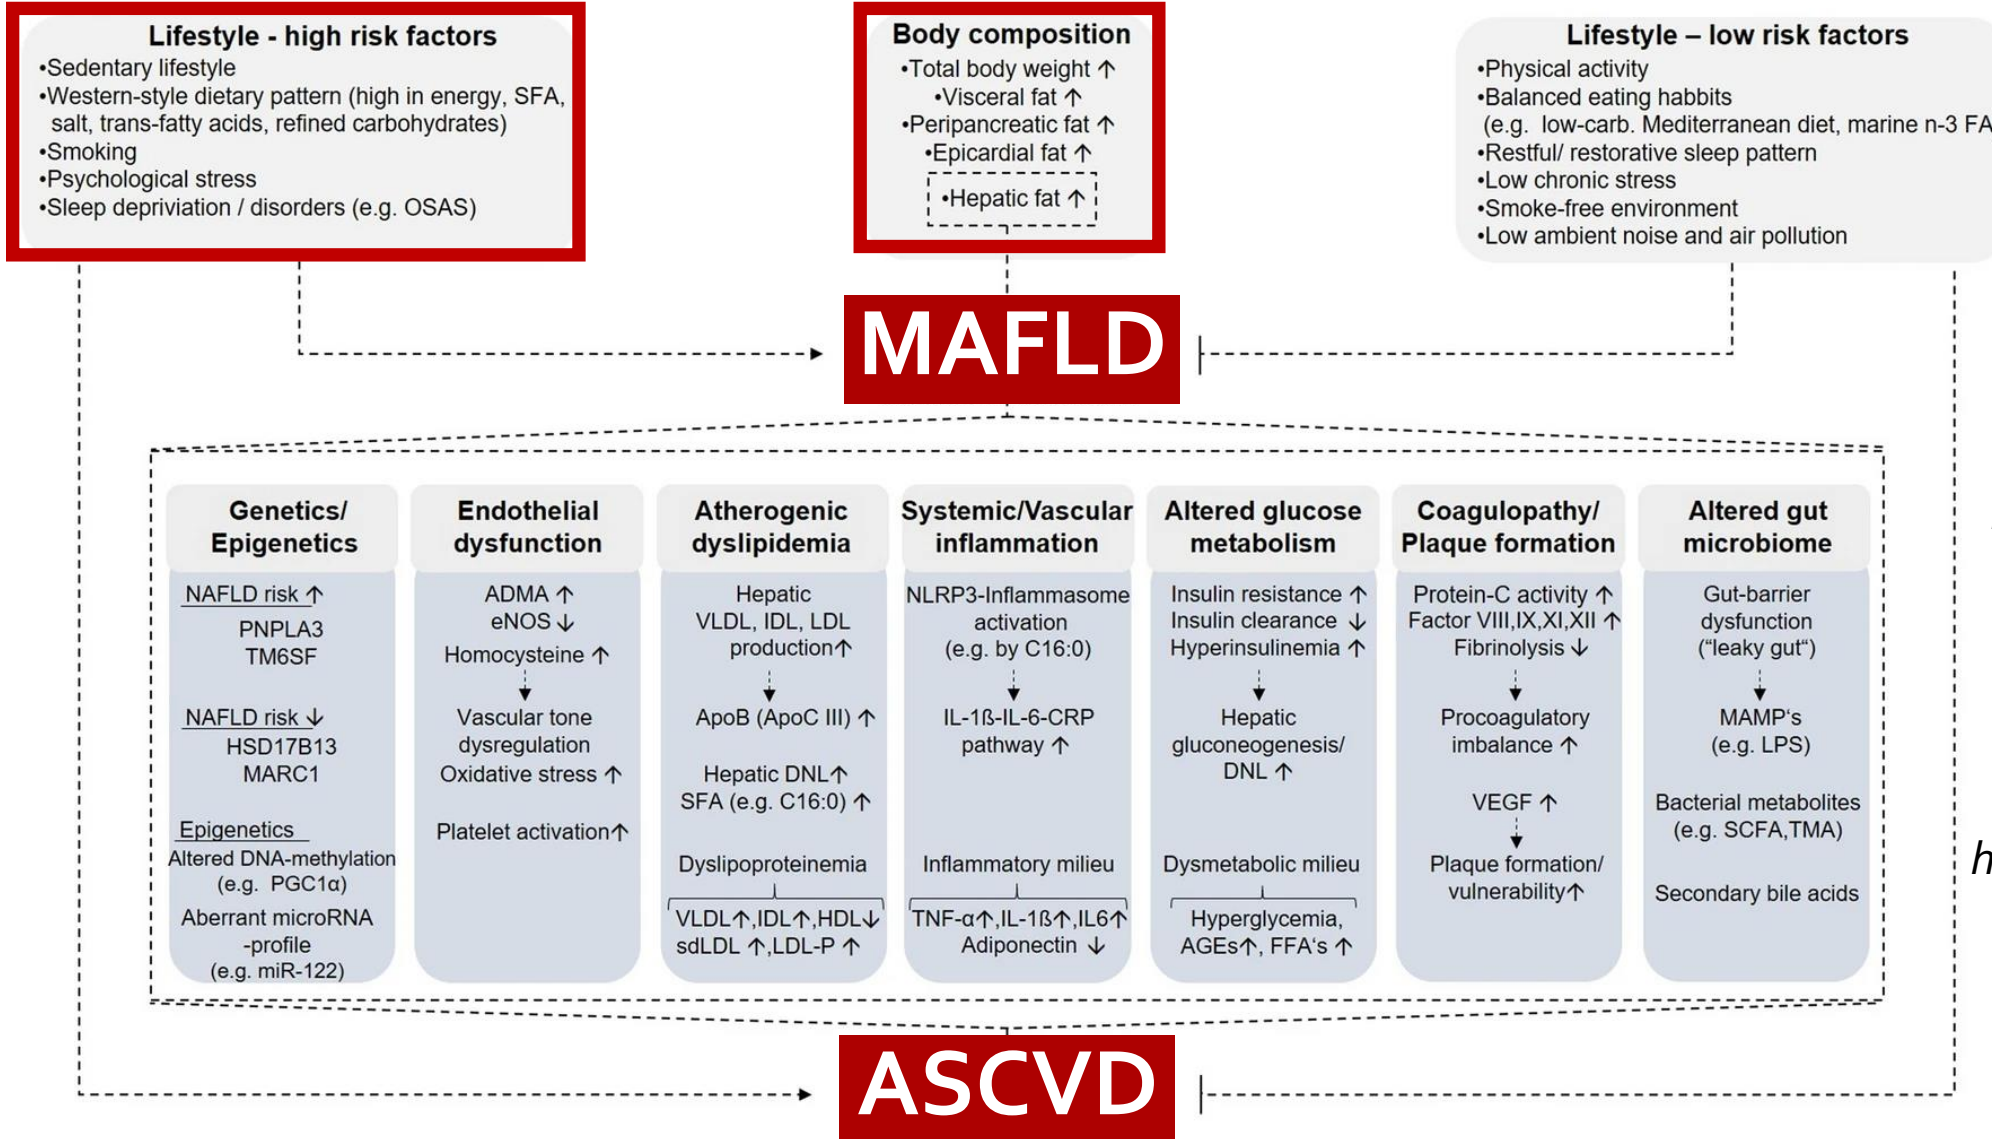 Lifestyle - high risk factors
•Sedentary lifestyle
•Western-style dietary pattern (high in energy, SFA,
salt, trans-fatty acids, refined carbohydrates)
•Smoking
•Psychological stress
•Sleep depriviation / disorders (e.g. OSAS)
Body composition
•Total body weight ↑
•Visceral fat ↑
•Peripancreatic fat ↑
•Epicardial fat ↑
•Hepatic fat ↑
Lifestyle – low risk factors
•Physical activity
•Balanced eating habbits
(e.g. low-carb. Mediterranean diet, marine n-3 FA
•Restful/ restorative sleep pattern
•Low chronic stress
•Smoke-free environment
•Low ambient noise and air pollution
MAFLD
Genetics/
Epigenetics
NAFLD risk ↑
PNPLA3
TM6SF
NAFLD risk ↓
HSD17B13
MARC1
Epigenetics
Altered DNA-methylation
(e.g. PGC1α)
Aberrant microRNA
-profile
(e.g. miR-122)
Endothelial
dysfunction
ADMA ↑
eNOS ↓
Homocysteine ↑
Vascular tone
dysregulation
Oxidative stress ↑
Platelet activation↑
Atherogenic
dyslipidemia
Hepatic
VLDL, IDL, LDL
production↑
ApoB (ApoC III) ↑
Hepatic DNL↑
SFA (e.g. C16:0) ↑
Dyslipoproteinemia
VLDL↑,IDL↑,HDL↓
sdLDL ↑,LDL-P ↑
Systemic/Vascular
inflammation
NLRP3-Inflammasome
activation
(e.g. by C16:0)
IL-1ß-IL-6-CRP
pathway ↑
Inflammatory milieu
TNF-α↑,IL-1ß↑,IL6↑
Adiponectin ↓
Altered glucose
metabolism
Insulin resistance ↑
Insulin clearance ↓
Hyperinsulinemia ↑
Hepatic
gluconeogenesis/
DNL ↑
Dysmetabolic milieu
Hyperglycemia,
AGEs↑, FFA‘s ↑
Coagulopathy/
Plaque formation
Protein-C activity ↑
Factor VIII,IX,XI,XII ↑
Fibrinolysis ↓
Procoagulatory
imbalance ↑
VEGF ↑
Plaque formation/
vulnerability↑
Altered gut
microbiome
Gut-barrier
dysfunction
(“leaky gut“)
MAMP‘s
(e.g. LPS)
Bacterial metabolites
(e.g. SCFA,TMA)
Secondary bile acids
h
ASCVD